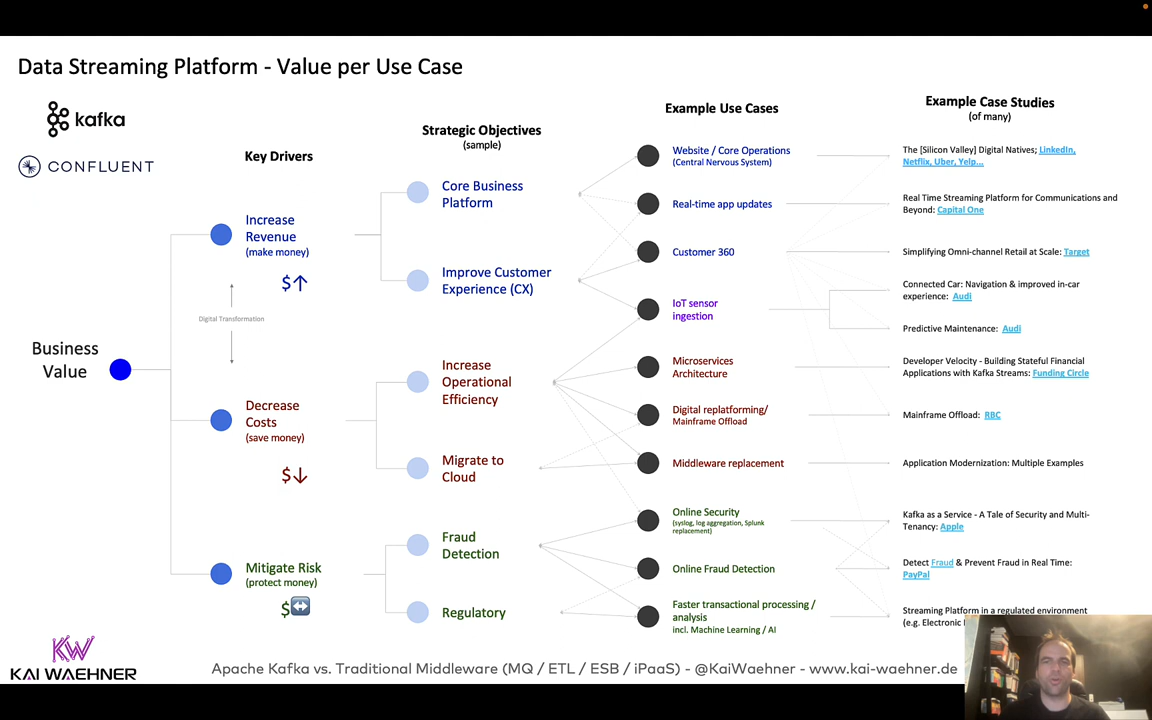 Data Streaming Platform - Value per Use Case
kafka
CONFLUENT
Key Drivers
Strategic Objectives
(sample)
Example Use Cases
Example Case Studies
(of many)
Business
Value
Increase
Revenue
(make money)
$↑
Digital Transformation
Decrease
Costs
(save money)
$↓
Mitigate Risk
(protect money)
$↔
Core Business
Platform
Improve Customer
Experience (CX)
Increase
Operational
Efficiency
Migrate to
Cloud
Fraud
Detection
Regulatory
Website / Core Operations
(Central Nervous System)
Real-time app updates
Customer 360
IoT sensor
ingestion
Microservices
Architecture
Digital replatforming/
Mainframe Offload
Middleware replacement
Online Security
(syslog, log aggregation, Splunk
replacement)
Online Fraud Detection
Faster transactional processing /
analysis
incl. Machine Learning / AI
The [Silicon Valley] Digital Natives; LinkedIn,
Netflix, Uber, Yelp...
Real Time Streaming Platform for Communications and
Beyond: Capital One
Simplifying Omni-channel Retail at Scale: Target
Connected Car: Navigation & improved in-car
experience: Audi
Predictive Maintenance: Audi
Developer Velocity - Building Stateful Financial
Applications with Kafka Streams: Funding Circle
Mainframe Offload: RBC
Application Modernization: Multiple Examples
Kafka as a Service - A Tale of Security and Multi-
Tenancy: Apple
Detect Fraud & Prevent Fraud in Real Time:
PayPal
Streaming Platform in a regulated environment
(e.g. Electronic
KW
KAI WAEHNER
Apache Kafka vs. Traditional Middleware (MQ / ETL / ESB / iPaaS) - @KaiWaehner - www.kai-waehner.de